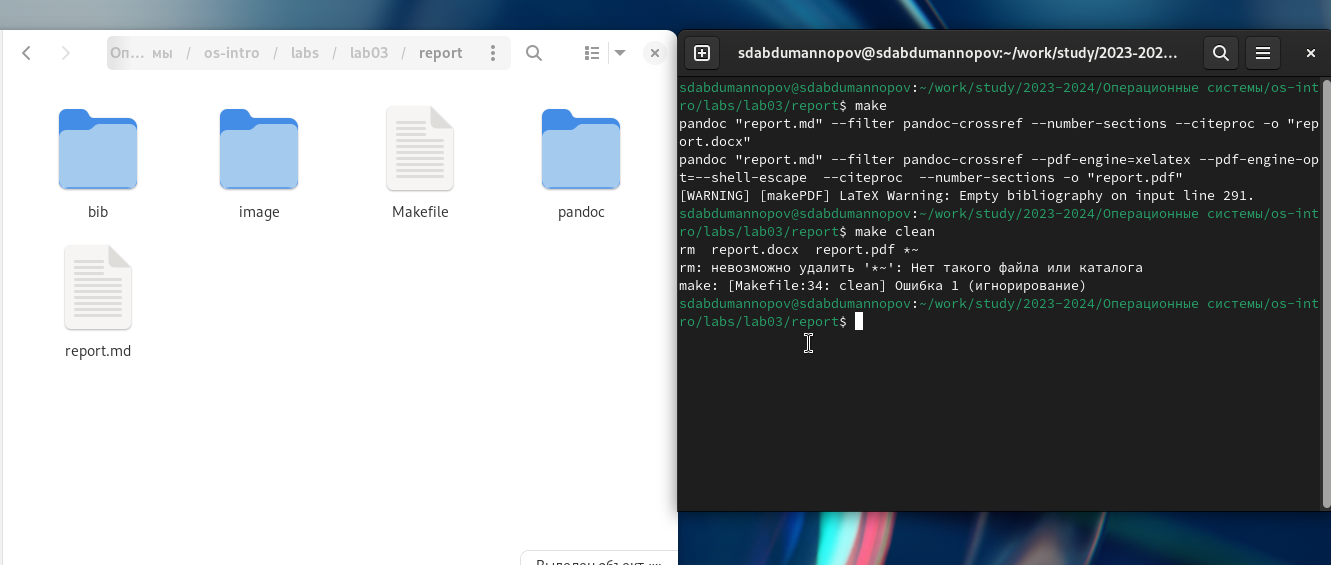 Оп… мы / os-intro / labs / lab03 / report
bib
image
Makefile
pandoc
report.md
sdabdumannopov@sdabdumannopov:~/work/study/2023-202…
sdabdumannopov@sdabdumannopov:~/work/study/2023-2024/Операционные системы/os-int
ro/labs/lab03/report$ make
pandoc "report.md" --filter pandoc-crossref --number-sections --citeproc -o "rep
ort.docx"
pandoc "report.md" --filter pandoc-crossref --pdf-engine=xelatex --pdf-engine-op
t=--shell-escape  --citeproc  --number-sections -o "report.pdf"
[WARNING] [makePDF] LaTeX Warning: Empty bibliography on input line 291.
sdabdumannopov@sdabdumannopov:~/work/study/2023-2024/Операционные системы/os-int
ro/labs/lab03/report$ make clean
rm  report.docx  report.pdf *~
rm: невозможно удалить '*~': Нет такого файла или каталога
make: [Makefile:34: clean] Ошибка 1 (игнорирование)
sdabdumannopov@sdabdumannopov:~/work/study/2023-2024/Операционные системы/os-int
ro/labs/lab03/report$